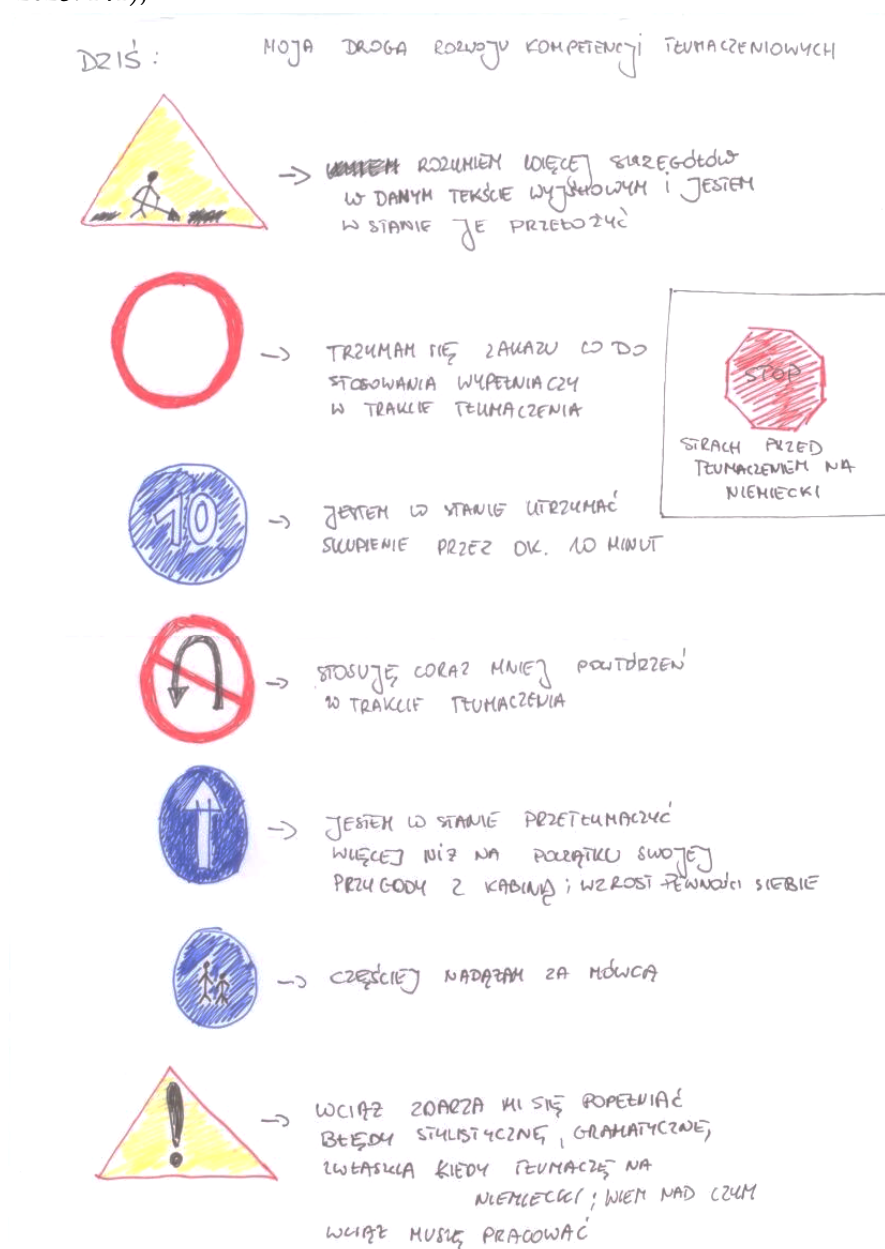 DZIŚ:
MOJA DROGA ROZWOJU KOMPETENCJI TŁUMACZENIOWYCH
→ ROZUMIEM WIĘCEJ SZCZEGÓŁÓW
W DANYM TEKŚCIE WYJŚCIOWYM I JESTEM
W STANIE JE PRZEŁOŻYĆ
→ TRZYMAM SIĘ ZAKAZU CO DO
STOSOWANIA WYPEŁNIACZY
W TRAKCIE TŁUMACZENIA
STOP
STRACH PRZED
TŁUMACZENIEM NA
NIEMIECKI
10
→ JESTEM W STANIE UTRZYMAĆ
SKUPIENIE PRZEZ OK. 10 MINUT
→ STOSUJĘ CORAZ MNIEJ POWTÓRZEŃ
W TRAKCIE TŁUMACZENIA
→ JESTEM W STANIE PRZETŁUMACZYĆ
WIĘCEJ NIŻ NA POCZĄTKU SWOJEJ
PRZYGODY Z KABINĄ; WZROST PEWNOŚCI SIEBIE
→ CZĘŚCIEJ NADĄŻAM ZA MÓWCĄ
!
→ WCIĄŻ ZDARZA MI SIĘ POPEŁNIAĆ
BŁĘDY STYLISTYCZNE, GRAMATYCZNE,
ZWŁASZCZA KIEDY TŁUMACZĘ NA
NIEMIECKI; WIEM NAD CZYM
WCIĄŻ MUSZĘ PRACOWAĆ